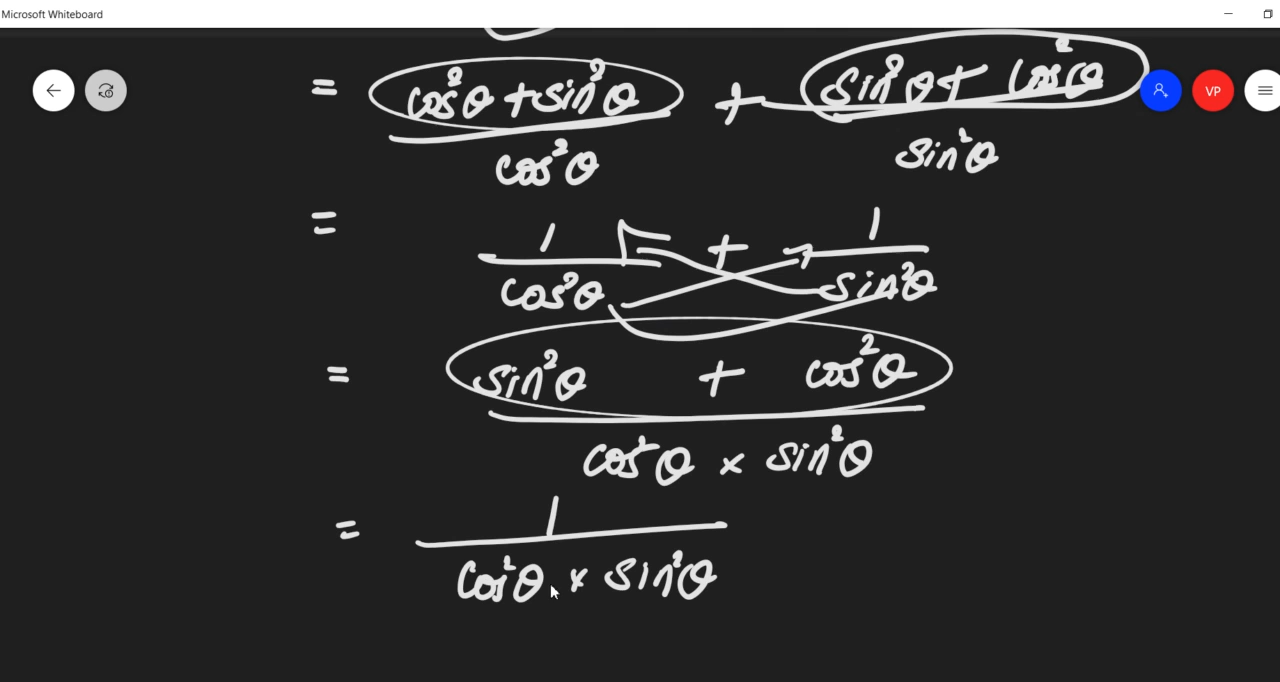 Microsoft Whiteboard
= cos²θ + sin²θ / cos²θ + sin²θ + cos²θ / sin²θ
VP
= 1 / cos²θ + 1 / sin²θ
= sin²θ + cos²θ / cos²θ × sin²θ
= 1 / cos²θ × sin²θ